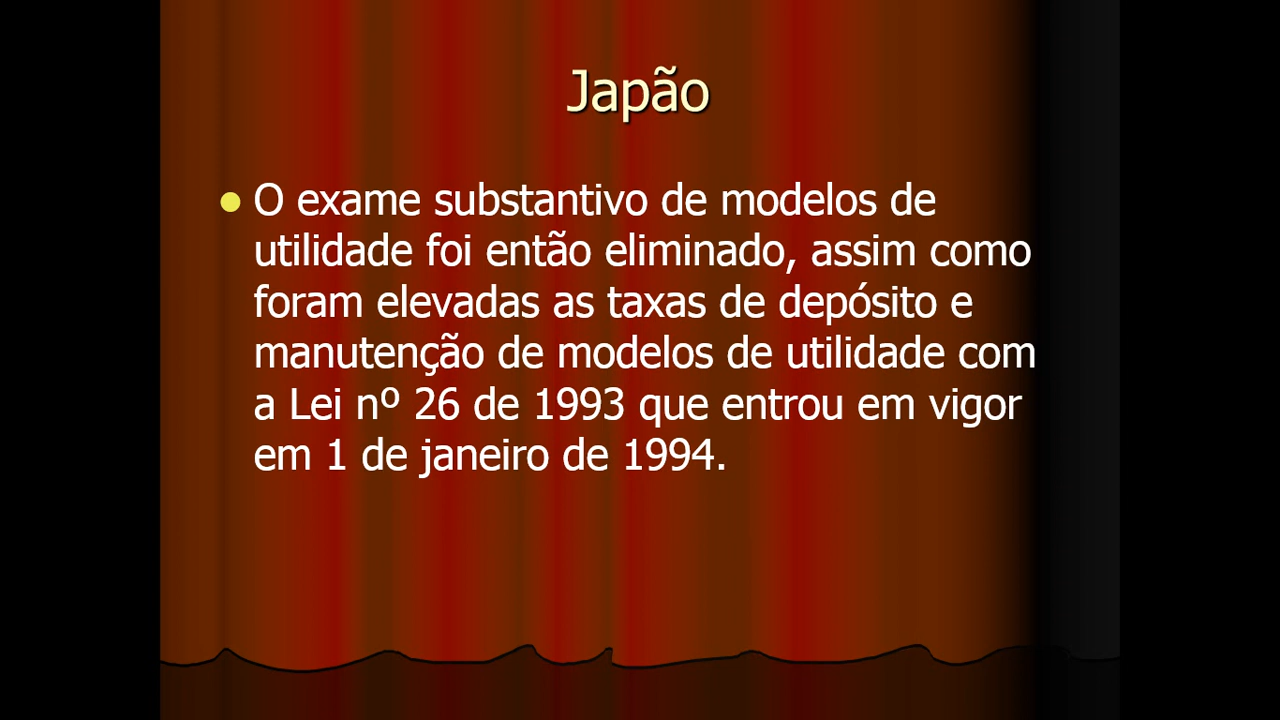 Japão
O exame substantivo de modelos de
utilidade foi então eliminado, assim como
foram elevadas as taxas de depósito e
manutenção de modelos de utilidade com
a Lei nº 26 de 1993 que entrou em vigor
em 1 de janeiro de 1994.